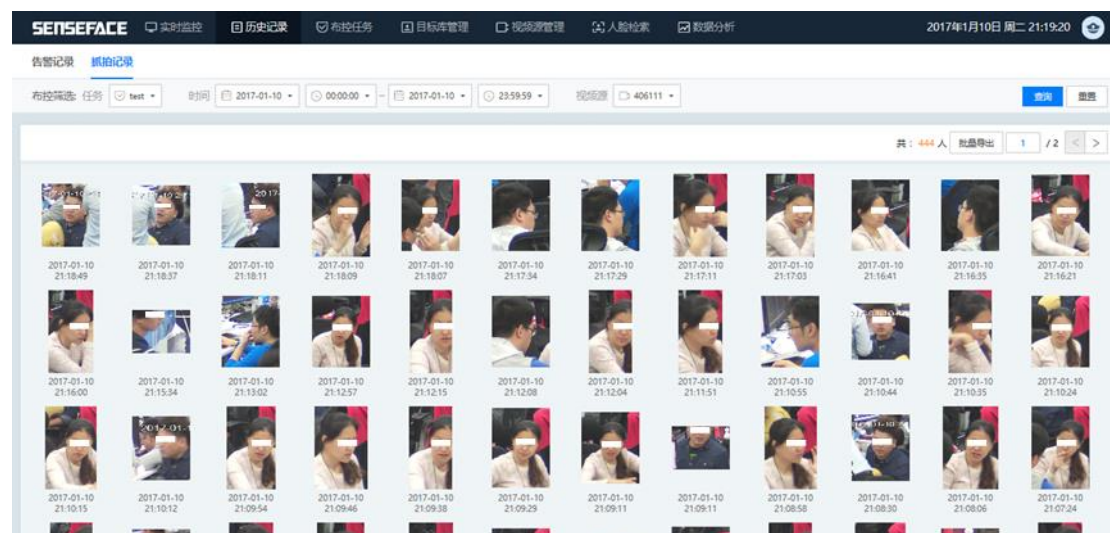 SENSEFACE 实时监控 历史记录 布控任务 目标库管理 视频源管理 人脸检索 数据分析 2017年1月10日 周二 21:19:20
告警记录 抓拍记录
布控筛选: 任务 test 时间 2017-01-10 00:00:00 - 2017-01-10 23:59:59 视频源 406111 查询 重置
共: 444 人 批量导出 1 / 2 < >
2017-01-10 2017-01-10 2017-01-10 2017-01-10 2017-01-10 2017-01-10 2017-01-10 2017-01-10 2017-01-10 2017-01-10 2017-01-10 2017-01-10
21:18:49 21:18:37 21:18:11 21:18:09 21:18:07 21:17:34 21:17:29 21:17:11 21:17:03 21:16:41 21:16:35 21:16:21
2017-01-10 2017-01-10 2017-01-10 2017-01-10 2017-01-10 2017-01-10 2017-01-10 2017-01-10 2017-01-10 2017-01-10 2017-01-10 2017-01-10
21:16:00 21:15:34 21:13:02 21:12:57 21:12:15 21:12:08 21:12:04 21:11:51 21:10:55 21:10:44 21:10:35 21:10:24
2017-01-10 2017-01-10 2017-01-10 2017-01-10 2017-01-10 2017-01-10 2017-01-10 2017-01-10 2017-01-10 2017-01-10 2017-01-10 2017-01-10
21:10:15 21:10:12 21:09:54 21:09:46 21:09:38 21:09:29 21:09:11 21:09:11 21:08:58 21:08:30 21:08:06 21:07:24